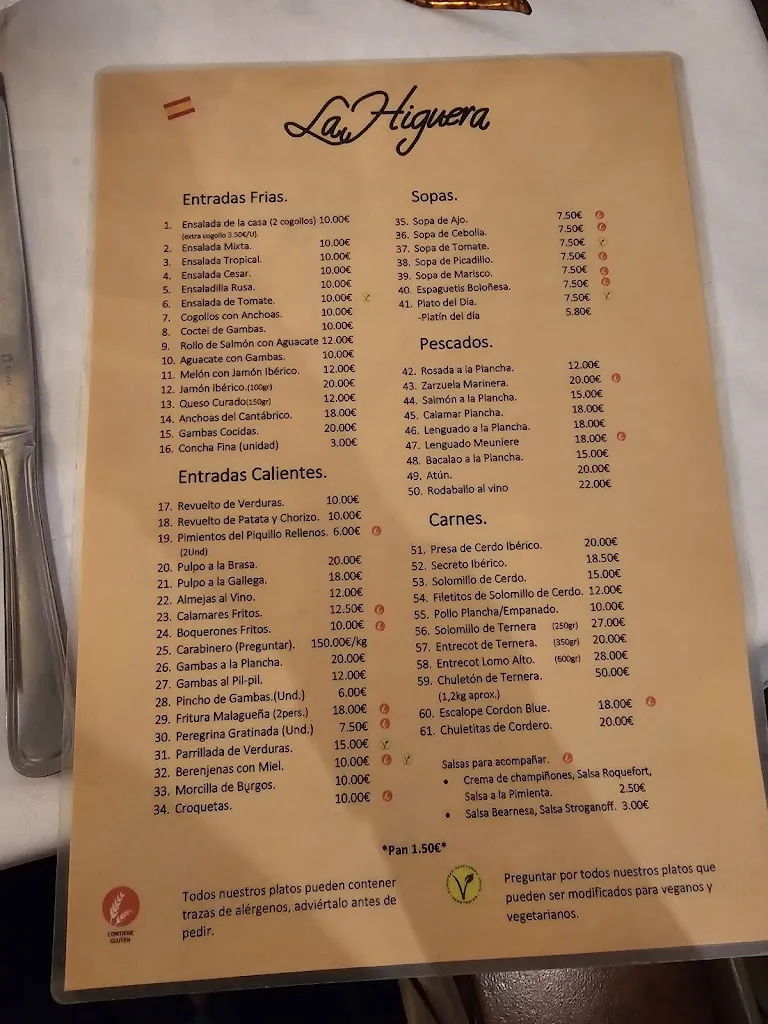 La Higuera
Entradas Frias.
1. Ensalada de la casa (2 cogollos) 10.00€
(extra cogollo 3.50€/U).
2. Ensalada Mixta. 10.00€
3. Ensalada Tropical. 10.00€
4. Ensalada Cesar. 10.00€
5. Ensaladilla Rusa. 10.00€
6. Ensalada de Tomate. 10.00€
7. Cogollos con Anchoas. 10.00€
8. Coctel de Gambas. 10.00€
9. Rollo de Salmón con Aguacate 12.00€
10. Aguacate con Gambas. 10.00€
11. Melón con Jamón Ibérico. 12.00€
12. Jamón ibérico.(100gr) 20.00€
13. Queso Curado(150gr) 12.00€
14. Anchoas del Cantábrico. 18.00€
15. Gambas Cocidas. 20.00€
16. Concha Fina (unidad) 3.00€
Entradas Calientes.
17. Revuelto de Verduras. 10.00€
18. Revuelto de Patata y Chorizo. 10.00€
19. Pimientos del Piquillo Rellenos. 6.00€
(2Und)
20. Pulpo a la Brasa. 20.00€
21. Pulpo a la Gallega. 18.00€
22. Almejas al Vino. 12.00€
23. Calamares Fritos. 12.50€
24. Boquerones Fritos. 10.00€
25. Carabinero (Preguntar). 150.00€/kg
26. Gambas a la Plancha. 20.00€
27. Gambas al Pil-pil. 12.00€
28. Pincho de Gambas.(Und.) 6.00€
29. Fritura Malagueña (2pers.) 18.00€
30. Peregrina Gratinada (Und.) 7.50€
31. Parrillada de Verduras. 15.00€
32. Berenjenas con Miel. 10.00€
33. Morcilla de Burgos. 10.00€
34. Croquetas. 10.00€
Sopas.
35. Sopa de Ajo. 7.50€
36. Sopa de Cebolla. 7.50€
37. Sopa de Tomate. 7.50€
38. Sopa de Picadillo. 7.50€
39. Sopa de Marisco. 7.50€
40. Espaguetis Boloñesa. 7.50€
41. Plato del Día. 7.50€
-Platín del día 5.80€
Pescados.
42. Rosada a la Plancha. 12.00€
43. Zarzuela Marinera. 20.00€
44. Salmón a la Plancha. 15.00€
45. Calamar Plancha. 18.00€
46. Lenguado a la Plancha. 18.00€
47. Lenguado Meuniere 18.00€
48. Bacalao a la Plancha. 15.00€
49. Atún. 20.00€
50. Rodaballo al vino 22.00€
Carnes.
51. Presa de Cerdo Ibérico. 20.00€
52. Secreto Ibérico. 18.50€
53. Solomillo de Cerdo. 15.00€
54. Filetitos de Solomillo de Cerdo. 12.00€
55. Pollo Plancha/Empanado. 10.00€
56. Solomillo de Ternera (250gr) 27.00€
57. Entrecot de Ternera. (350gr) 20.00€
58. Entrecot Lomo Alto. (600gr) 28.00€
59. Chuletón de Ternera. 50.00€
(1,2kg aprox.)
60. Escalope Cordon Blue. 18.00€
61. Chuletitas de Cordero. 20.00€
Salsas para acompañar.
• Crema de champiñones, Salsa Roquefort,
Salsa a la Pimienta. 2.50€
• Salsa Bearnesa, Salsa Stroganoff. 3.00€
*Pan 1.50€*
CONTIENE
GLUTEN
Todos nuestros platos pueden contener
trazas de alérgenos, adviértalo antes de
pedir.
Preguntar por todos nuestros platos que
pueden ser modificados para veganos y
vegetarianos.